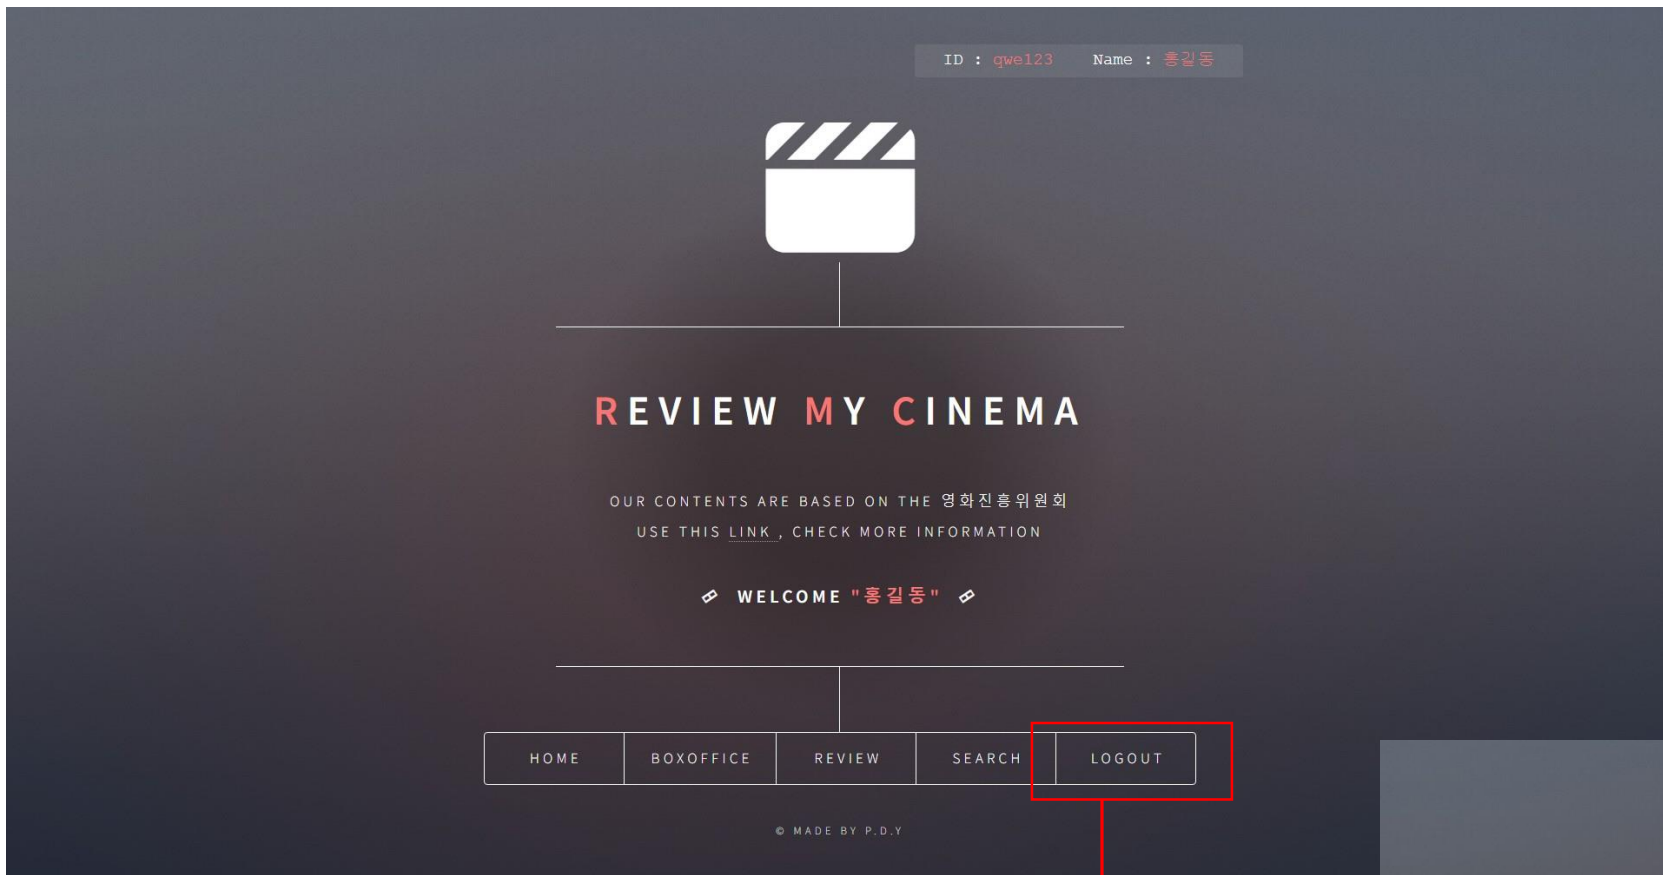 ID : qwe123 Name : 홍길동
REVIEW MY CINEMA
OUR CONTENTS ARE BASED ON THE 영화진흥위원회
USE THIS LINK , CHECK MORE INFORMATION
WELCOME "홍길동"
HOME BOXOFFICE REVIEW SEARCH LOGOUT
© MADE BY P.D.Y